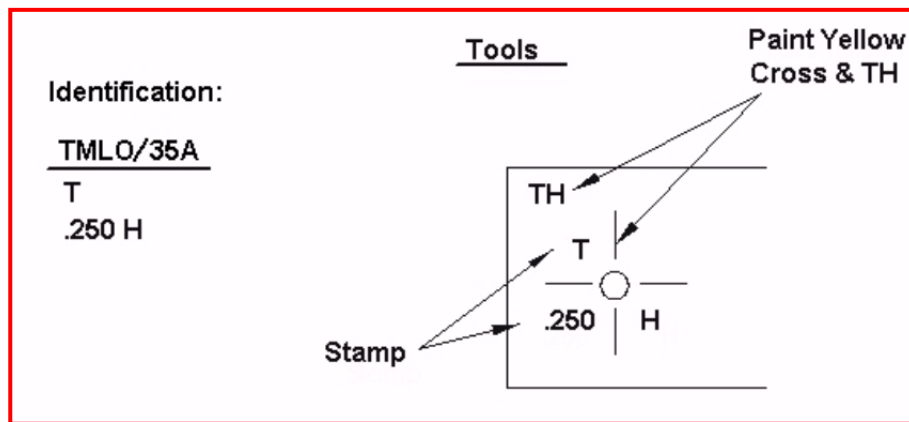 Tools
Paint Yellow
Cross & TH
Identification:
TMLO/35A
T
.250 H
TH
T
.250 H
Stamp